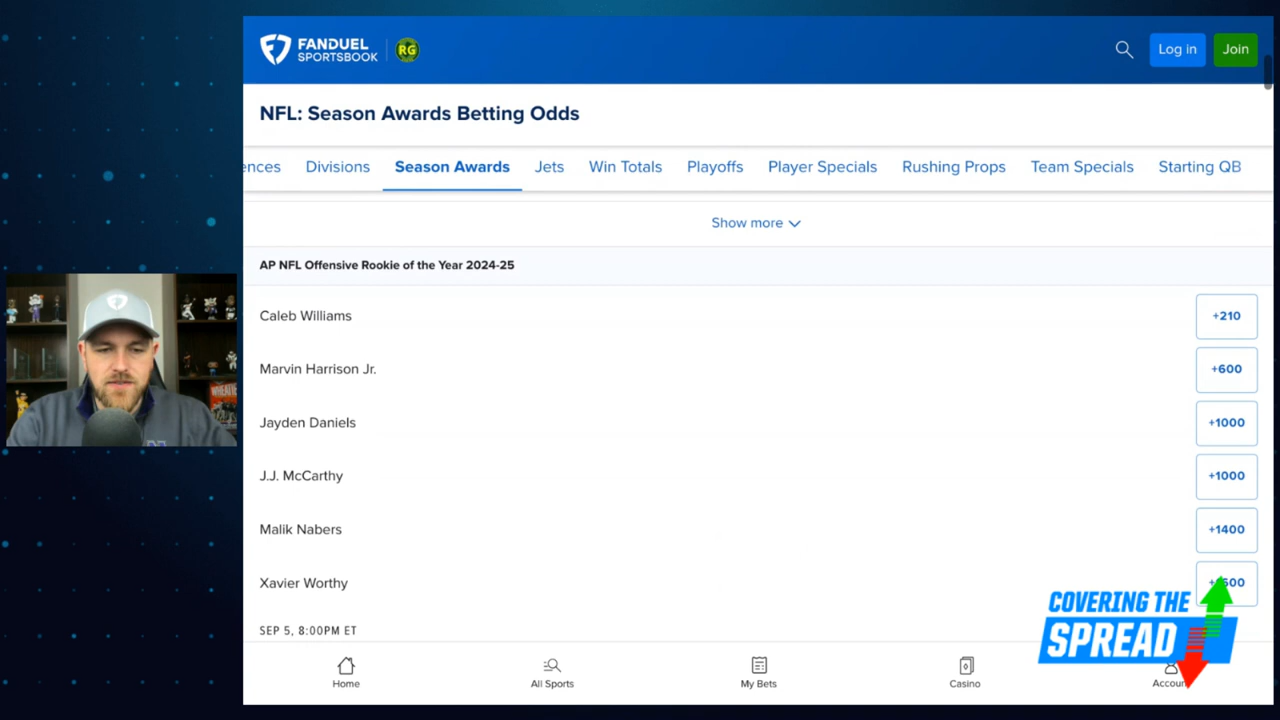 FANDUEL
SPORTSBOOK
RG
Log in
Join
NFL: Season Awards Betting Odds
ences
Divisions
Season Awards
Jets
Win Totals
Playoffs
Player Specials
Rushing Props
Team Specials
Starting QB
Show more
AP NFL Offensive Rookie of the Year 2024-25
Caleb Williams
+210
Marvin Harrison Jr.
+600
Jayden Daniels
+1000
J.J. McCarthy
+1000
Malik Nabers
+1400
Xavier Worthy
SEP 5, 8:00PM ET
COVERING THE
SPREAD
Home
All Sports
My Bets
Casino
Accoun
WHEATIES